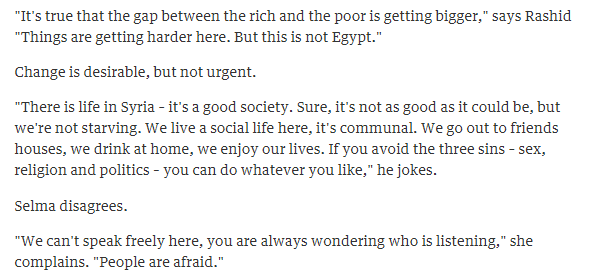 "It's true that the gap between the rich and the poor is getting bigger," says Rashid
"Things are getting harder here. But this is not Egypt."
Change is desirable, but not urgent.
"There is life in Syria - it's a good society. Sure, it's not as good as it could be, but
we're not starving. We live a social life here, it's communal. We go out to friends
houses, we drink at home, we enjoy our lives. If you avoid the three sins - sex,
religion and politics - you can do whatever you like," he jokes.
Selma disagrees.
"We can't speak freely here, you are always wondering who is listening," she
complains. "People are afraid."